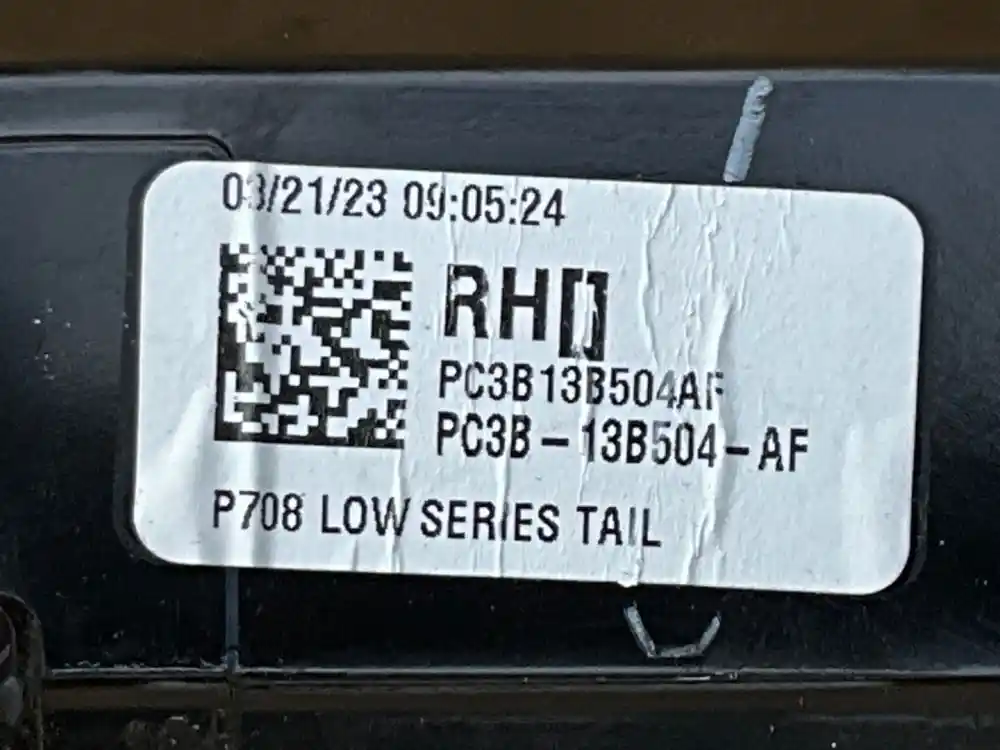 03/21/23 09:05:24
RH[]
PC3B13B504AF
PC3B-13B504-AF
P708 LOW SERIES TAIL